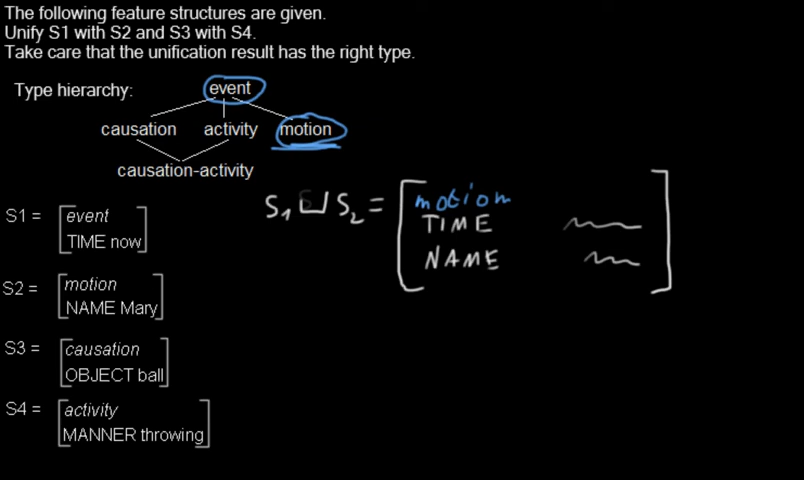 The following feature structures are given.
Unify S1 with S2 and S3 with S4.
Take care that the unification result has the right type.
Type hierarchy:
event
causation activity motion
causation-activity
S1 ⊔ S2 = motion
TIME
NAME
S1 = event
TIME now
S2 = motion
NAME Mary
S3 = causation
OBJECT ball
S4 = activity
MANNER throwing